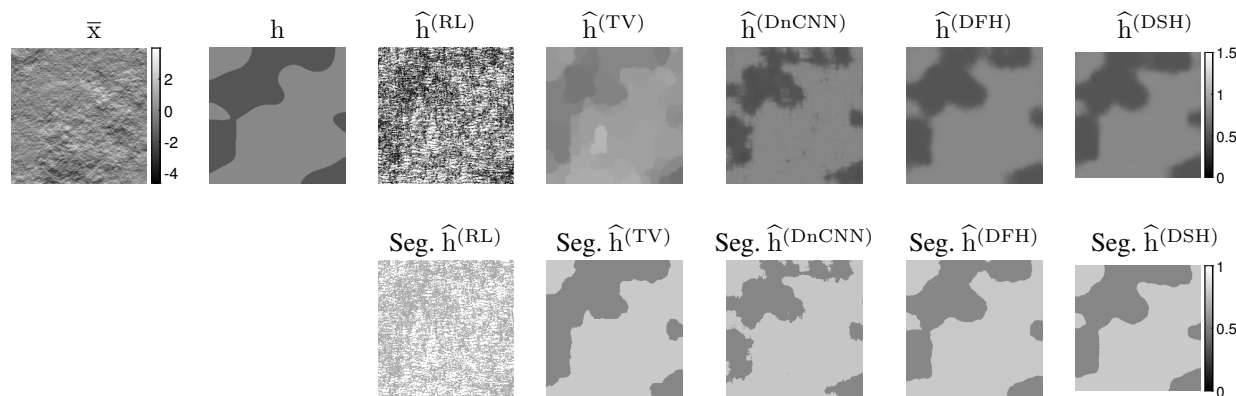 x̅
h
ĥ(RL)
ĥ(TV)
ĥ(DnCNN)
ĥ(DFH)
ĥ(DSH)
2
0
-2
-4
1.5
1
0.5
0
Seg. ĥ(RL)
Seg. ĥ(TV)
Seg. ĥ(DnCNN)
Seg. ĥ(DFH)
Seg. ĥ(DSH)
1
0.5
0